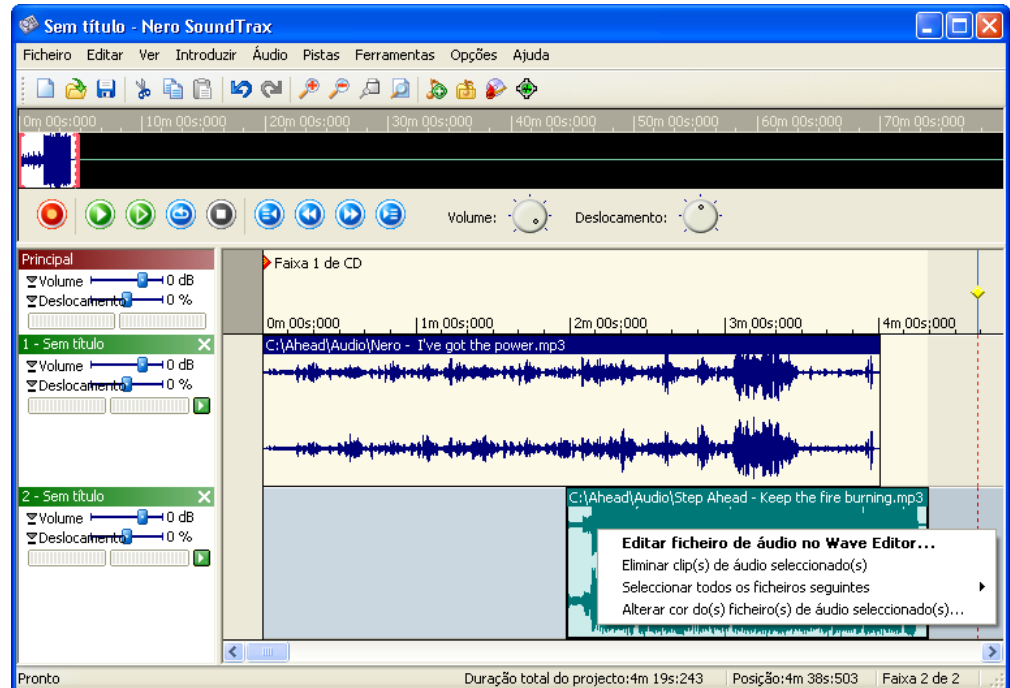 Sem título - Nero SoundTrax
Ficheiro Editar Ver Introduzir Áudio Pistas Ferramentas Opções Ajuda
0m 00s:000 10m 00s:000 20m 00s:000 30m 00s:000 40m 00s:000 50m 00s:000 60m 00s:000 70m 00s:000
Volume: Deslocamento:
Principal
Volume 0 dB
Deslocamento 0 %
Faixa 1 de CD
0m 00s:000 1m 00s:000 2m 00s:000 3m 00s:000 4m 00s:000
1 - Sem título
Volume 0 dB
Deslocamento 0 %
C:\Ahead\Audio\Nero - I've got the power.mp3
2 - Sem título
Volume 0 dB
Deslocamento 0 %
C:\Ahead\Audio\Step Ahead - Keep the fire burning.mp3
Editar ficheiro de áudio no Wave Editor...
Eliminar clip(s) de áudio seleccionado(s)
Seleccionar todos os ficheiros seguintes
Alterar cor do(s) ficheiro(s) de áudio seleccionado(s)...
Pronto Duração total do projecto:4m 19s:243 Posição:4m 38s:503 Faixa 2 de 2